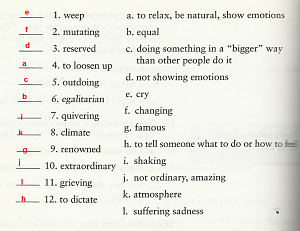 e 1. weep
f 2. mutating
d 3. reserved
a 4. to loosen up
c 5. outdoing
b 6. egalitarian
i 7. quivering
k 8. climate
g 9. renowned
j 10. extraordinary
l 11. grieving
h 12. to dictate
a. to relax, be natural, show emotions
b. equal
c. doing something in a "bigger" way
than other people do it
d. not showing emotions
e. cry
f. changing
g. famous
h. to tell someone what to do or how to
i. shaking
j. not ordinary, amazing
k. atmosphere
l. suffering sadness